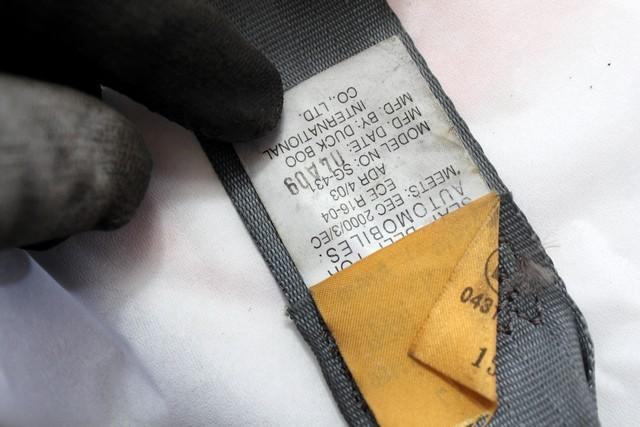 SEAT BELT FOR
AUTOMOBILES:
"MEETS: EEC 2000/3/EC
ECE R16-04
ADR 4/03
MODEL NO: SG-431
MFD DATE:
MFD. BY: DUCK BOO
INTERNATIONAL
CO., LTD.
0431
15